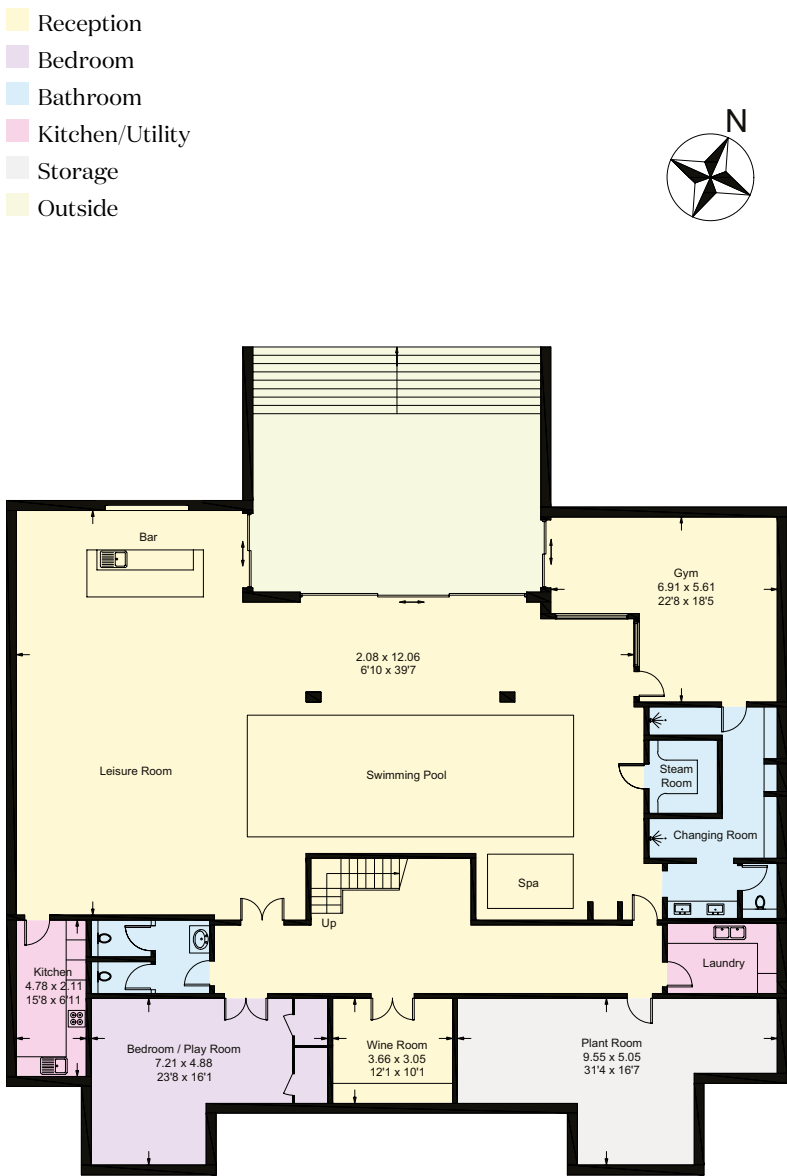 Reception
Bedroom
Bathroom
Kitchen/Utility
Storage
Outside
N
Bar
Gym
6.91 x 5.61
22'8 x 18'5
2.08 x 12.06
6'10 x 39'7
Leisure Room
Swimming Pool
Steam
Room
Changing Room
Spa
Up
Kitchen
4.78 x 2.11
15'8 x 6'11
Laundry
Bedroom / Play Room
7.21 x 4.88
23'8 x 16'1
Wine Room
3.66 x 3.05
12'1 x 10'1
Plant Room
9.55 x 5.05
31'4 x 16'7